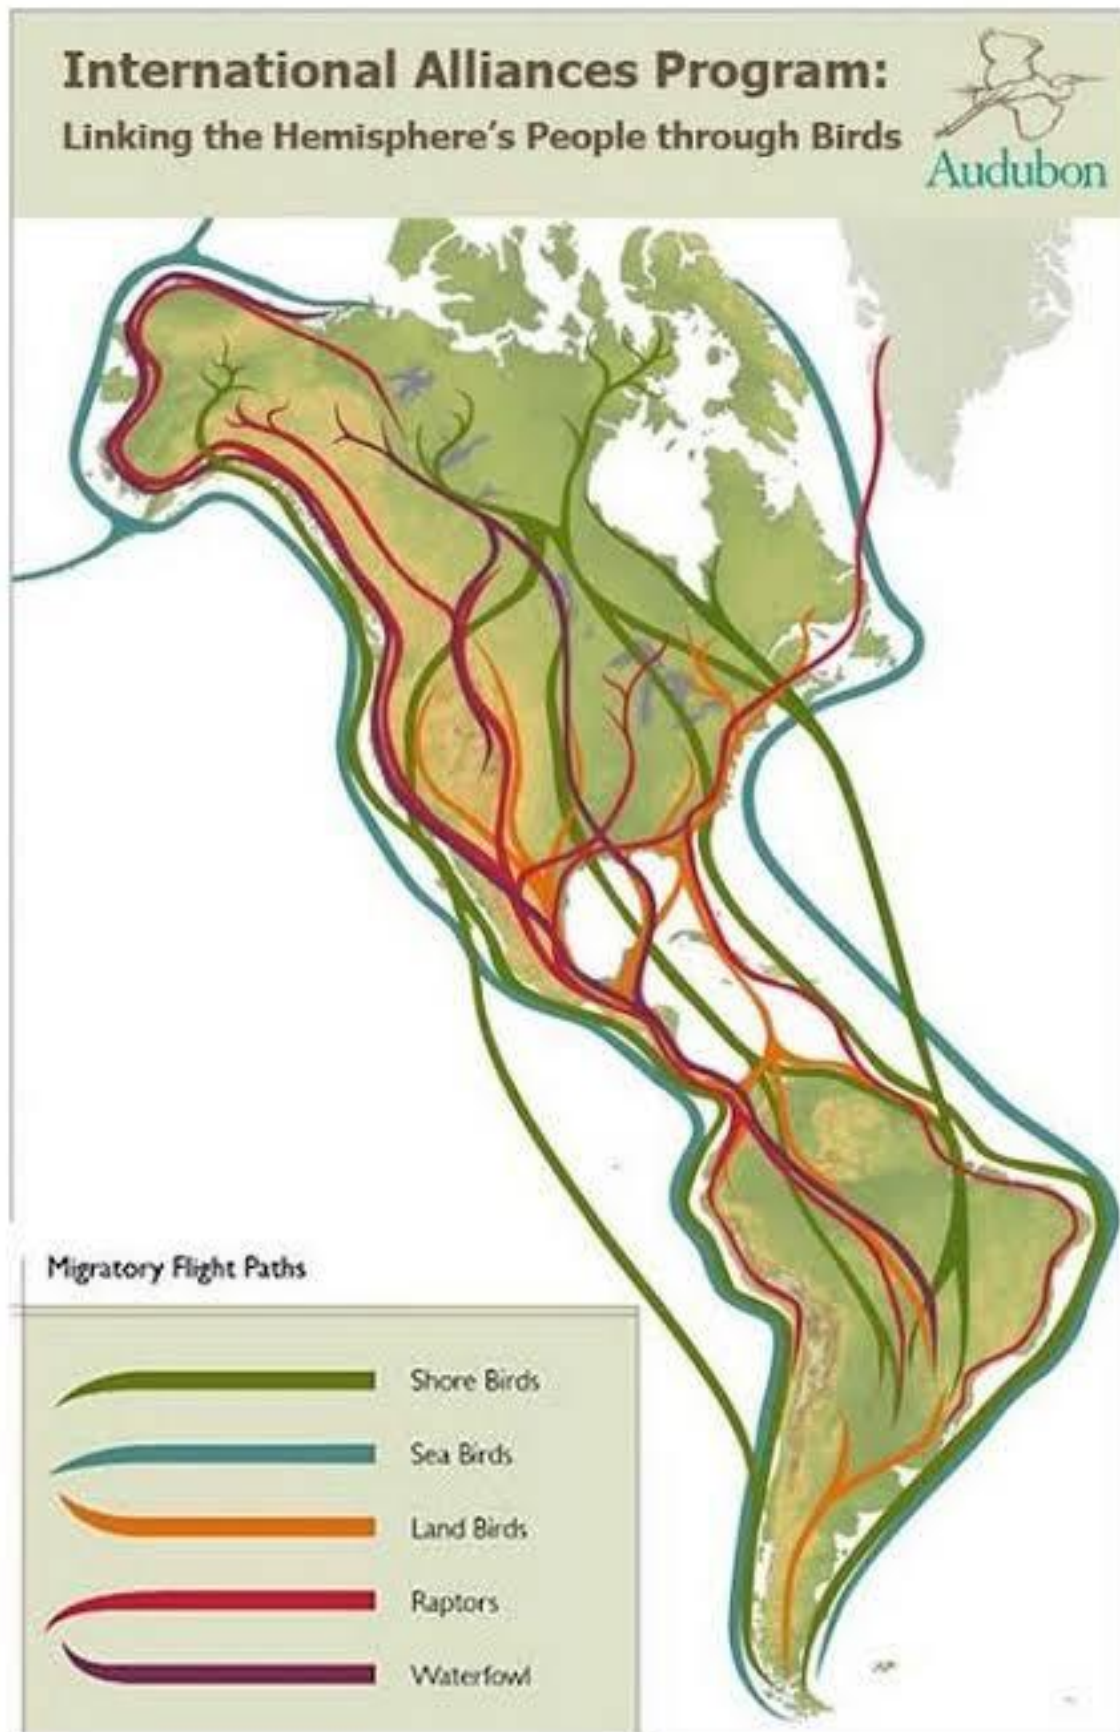 International Alliances Program:
Linking the Hemisphere's People through Birds
Audubon
Migratory Flight Paths
Shore Birds
Sea Birds
Land Birds
Raptors
Waterfowl